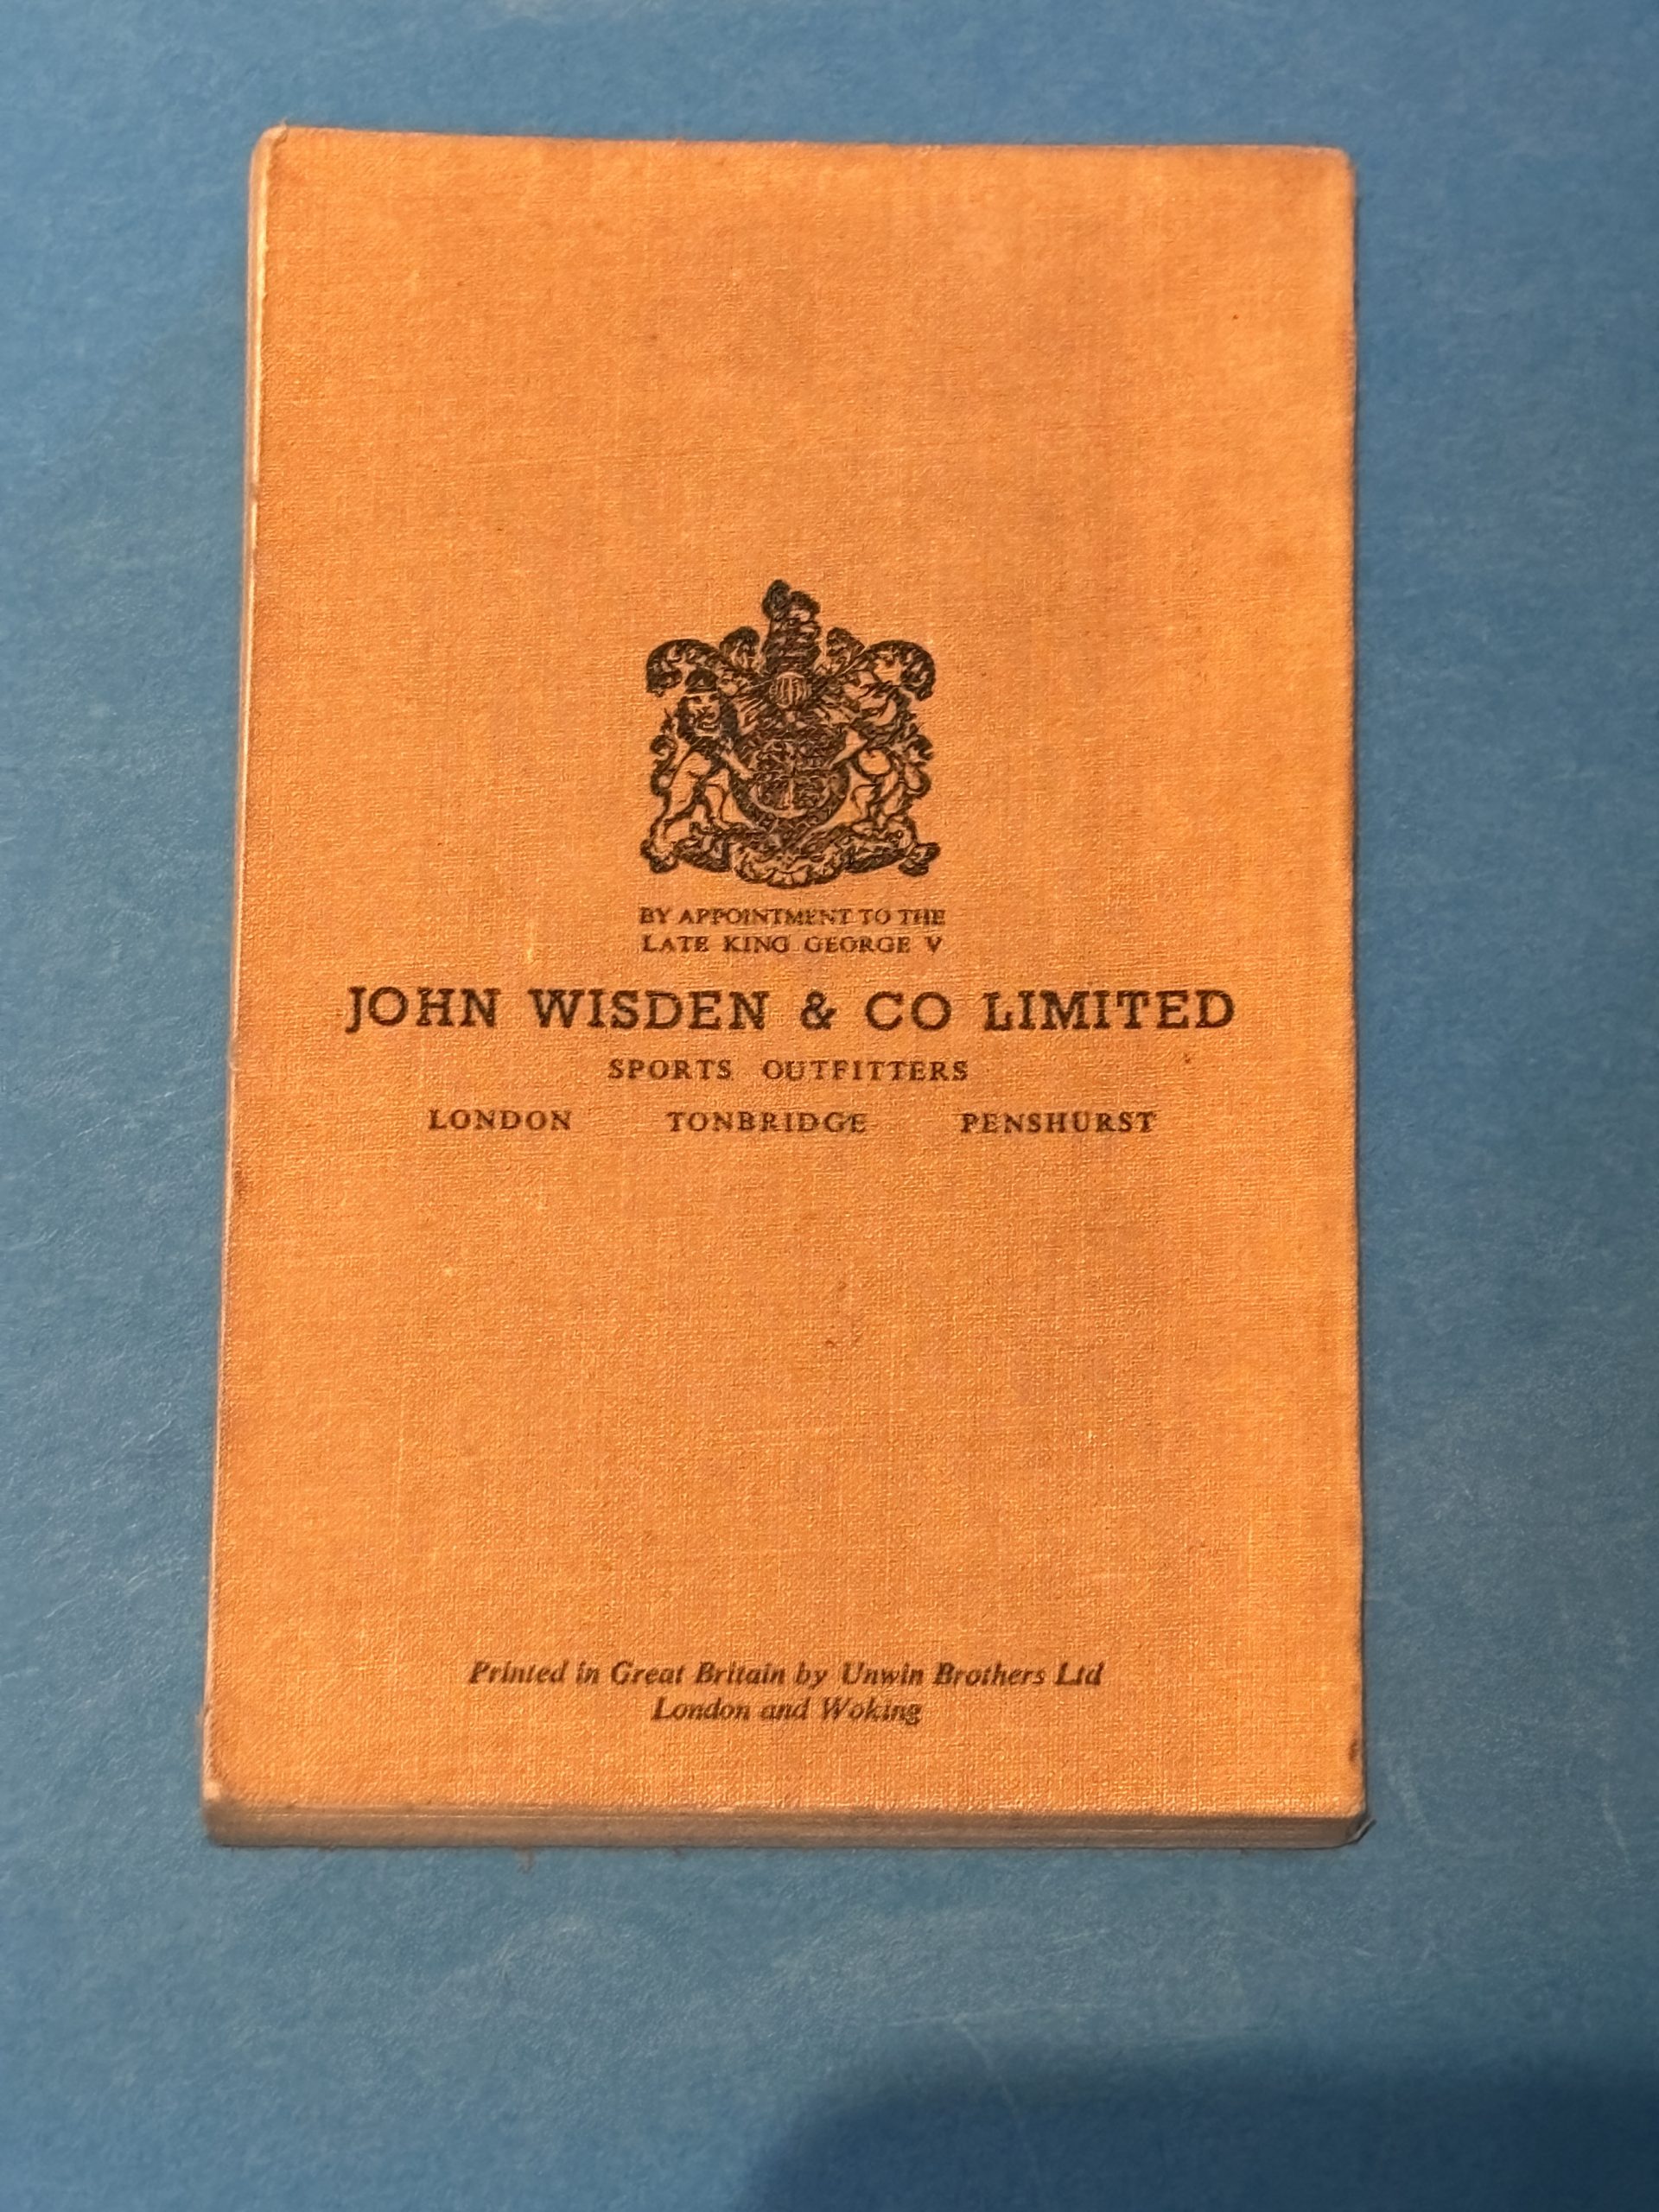 BY APPOINTMENT TO THE
LATE KING GEORGE V
JOHN WISDEN & CO LIMITED
SPORTS OUTFITTERS
LONDON TONBRIDGE PENSHURST
Printed in Great Britain by Unwin Brothers Ltd
London and Woking